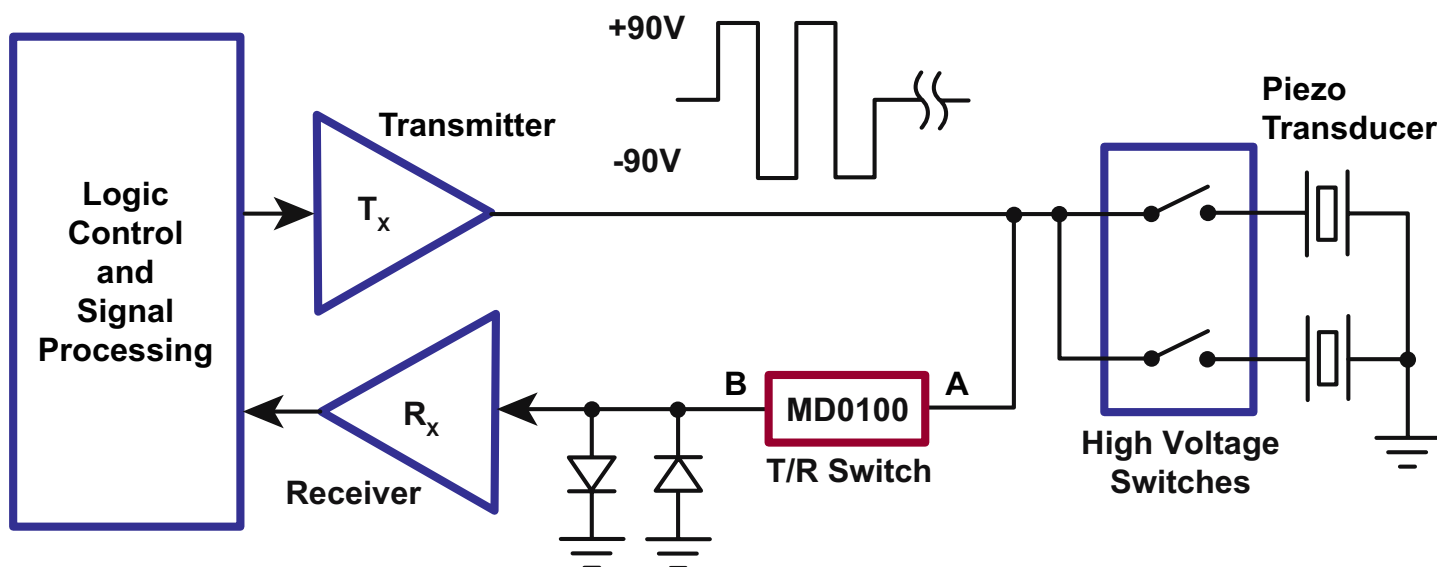 +90V
-90V
Piezo
Transducer
Transmitter
Logic
Control
and
Signal
Processing
Tx
Rx
Receiver
B
MD0100
A
T/R Switch
High Voltage
Switches